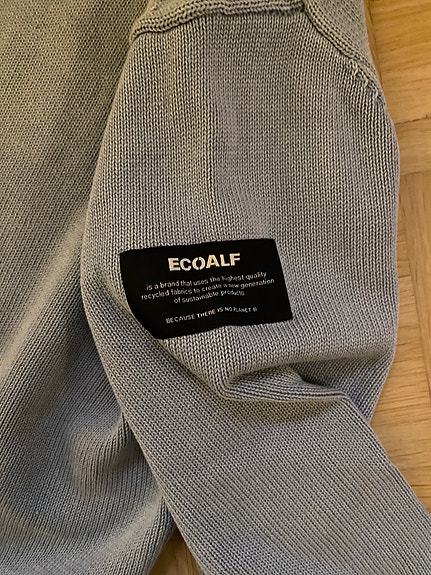 ECOALF
is a brand that uses the highest quality
recycled fabrics to create a new generation
of sustainable products
BECAUSE THERE IS NO PLANET B